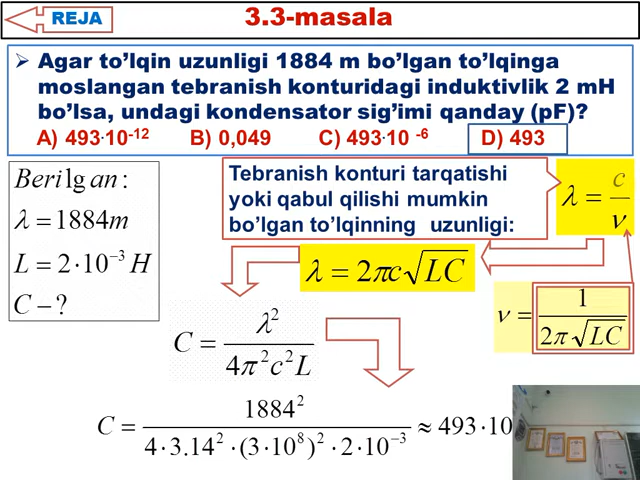 REJA
3.3-masala
➢ Agar to’lqin uzunligi 1884 m bo’lgan to’lqinga
moslangan tebranish konturidagi induktivlik 2 mH
bo’lsa, undagi kondensator sig’imi qanday (pF)?
A) 493·10⁻¹² B) 0,049 C) 493·10 ⁻⁶ D) 493
Berilgan:
λ = 1884m
L = 2·10⁻³ H
C − ?
Tebranish konturi tarqatishi
yoki qabul qilishi mumkin
bo’lgan to’lqinning uzunligi:
λ = c/ν
λ = 2πc√LC
ν = 1/(2π√LC)
C = λ²/(4π²c²L)
C = 1884²/(4·3.14²·(3·10⁸)²·2·10⁻³) ≈ 493·10